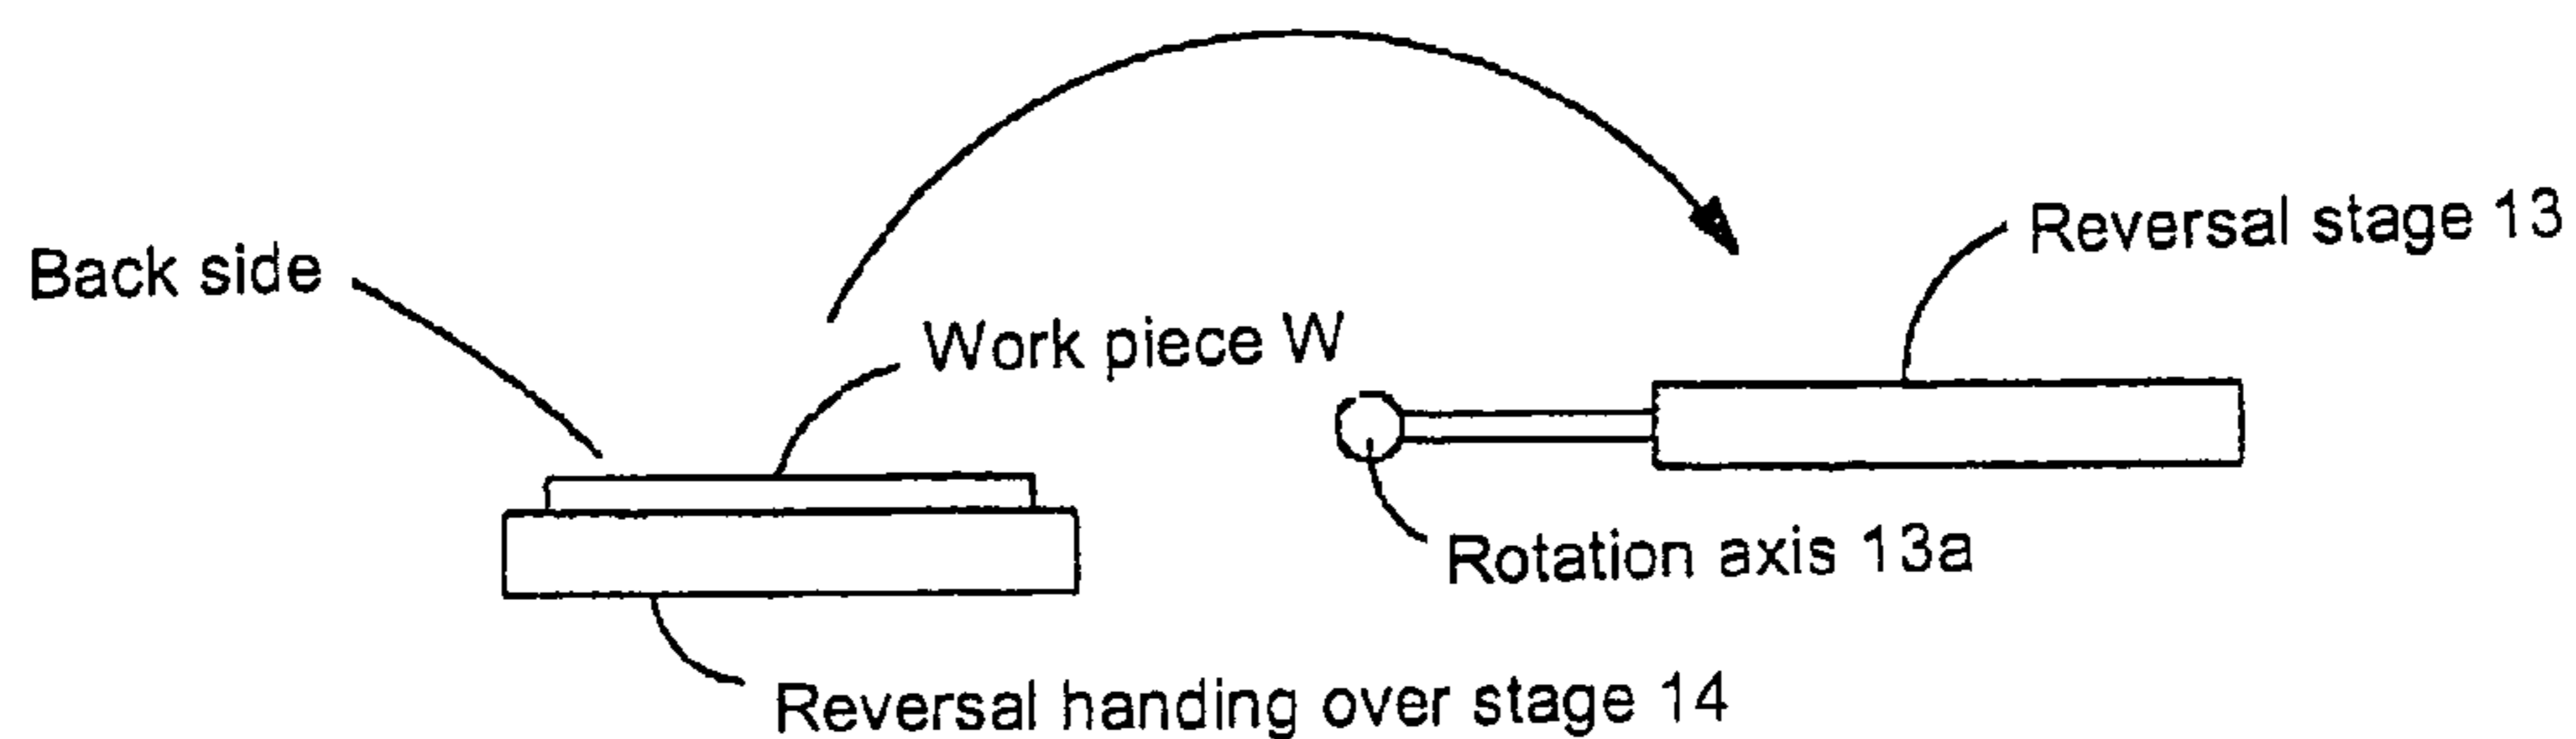 Reversal stage 13
Back side
Work piece W
Rotation axis 13a
Reversal handing over stage 14